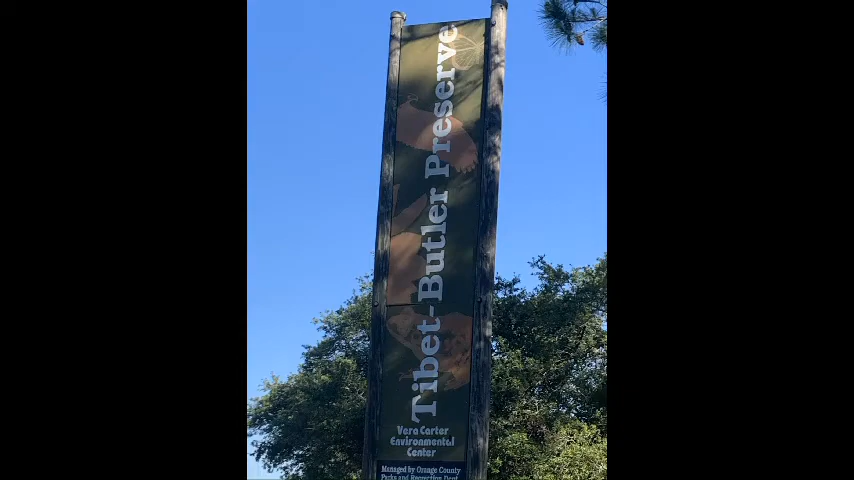 Tibet-Butler Preserve
Vera Carter
Environmental
Center
Managed by Orange County
Parks and Recreation Dept.